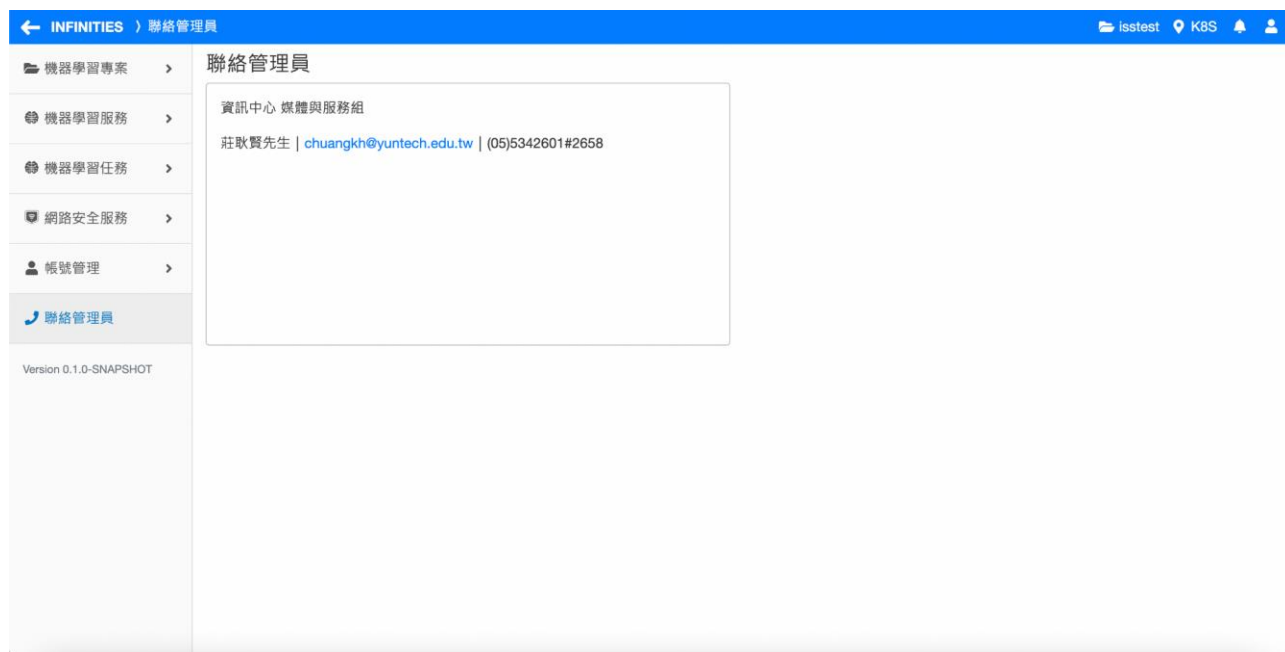 INFINITIES 〉聯絡管理員
isstest K8S
機器學習專案
機器學習服務
機器學習任務
網路安全服務
帳號管理
聯絡管理員
Version 0.1.0-SNAPSHOT
聯絡管理員
資訊中心 媒體與服務組
莊耿賢先生 | chuangkh@yuntech.edu.tw | (05)5342601#2658